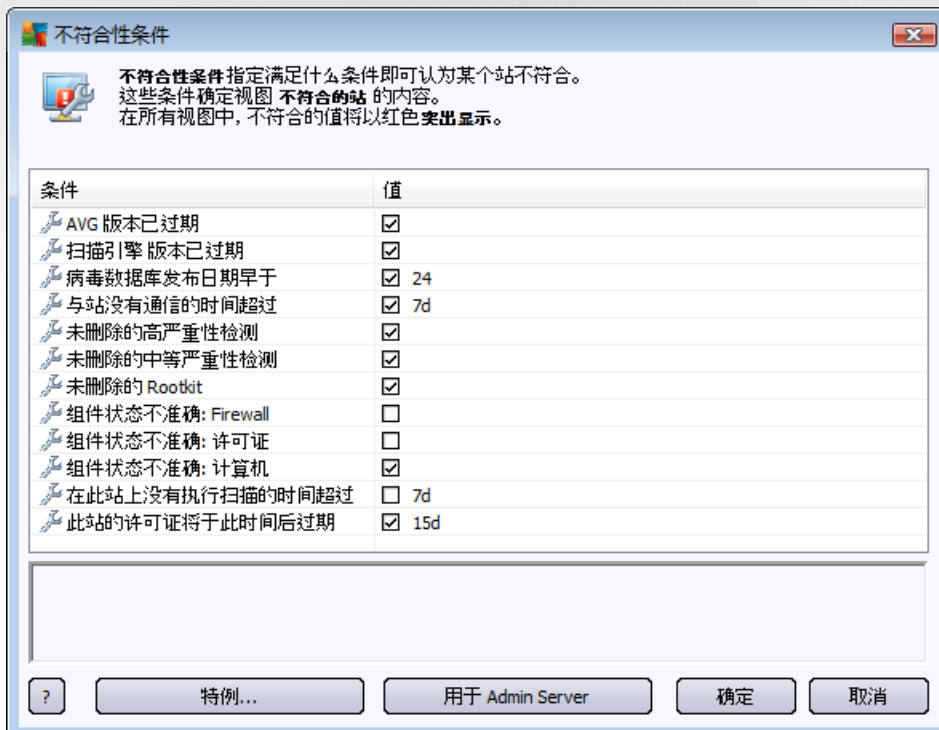 不符合性条件
不符合性条件指定满足什么条件即可认为某个站不符合。
这些条件确定视图 不符合的站 的内容。
在所有视图中, 不符合的值将以红色突出显示。
条件 值
AVG 版本已过期
扫描引擎 版本已过期
病毒数据库发布日期早于 24
与站没有通信的时间超过 7d
未删除的高严重性检测
未删除的中等严重性检测
未删除的 Rootkit
组件状态不准确: Firewall
组件状态不准确: 许可证
组件状态不准确: 计算机
在此站上没有执行扫描的时间超过 7d
此站的许可证将于此时间后过期 15d
? 特例... 用于 Admin Server 确定 取消